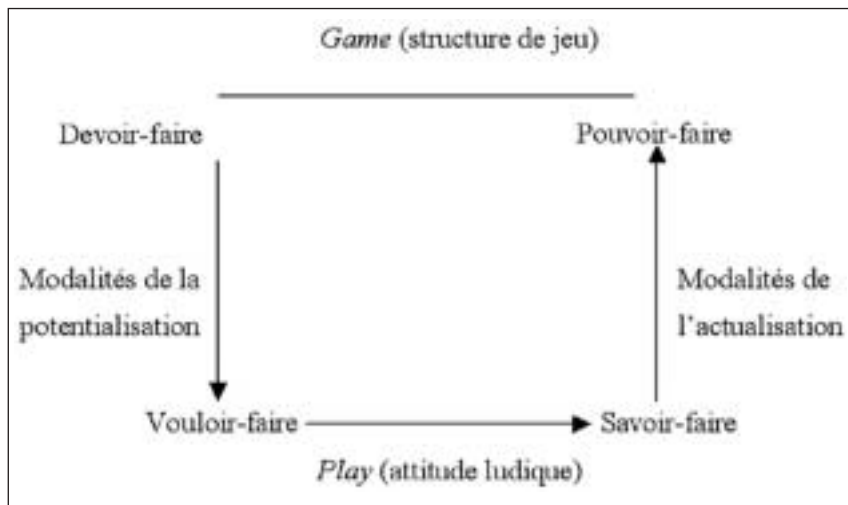 Game (structure de jeu)
Devoir-faire
Pouvoir-faire
Modalités de la
potentialisation
Modalités de
l'actualisation
Vouloir-faire
Savoir-faire
Play (attitude ludique)